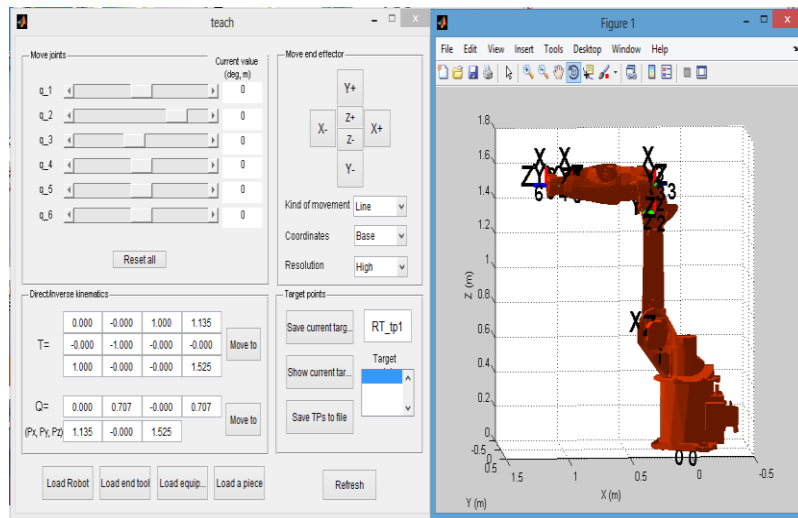 teach
Move joints
Current value
(deg, m)
q_1 0
q_2 0
q_3 0
q_4 0
q_5 0
q_6 0
Reset all
Move end effector
Y+
X- Z+ X+
Z-
Y-
Kind of movement Line
Coordinates Base
Resolution High
Direct/Inverse kinematics
0.000 -0.000 1.000 1.135
T= -0.000 -1.000 -0.000 -0.000 Move to
1.000 -0.000 1.525
Q= 0.000 0.707 -0.000 0.707 Move to
(Px, Py, Pz) 1.135 -0.000 1.525
Target points
Save current targ... RT_tp1
Target
Show current tar...
Save TPs to file
Load Robot Load end tool Load equip... Load a piece Refresh
Figure 1
File Edit View Insert Tools Desktop Window Help
1.8
1.6
1.4
1.2
1
0.8
0.6
0.4
0.2
0
-0.5
0
0.5
1.5 1 0.5 0 -0.5
Z (m)
Y (m)
X (m)
X
X
X
Z
6
3
Z
2
X Z
1
0 0